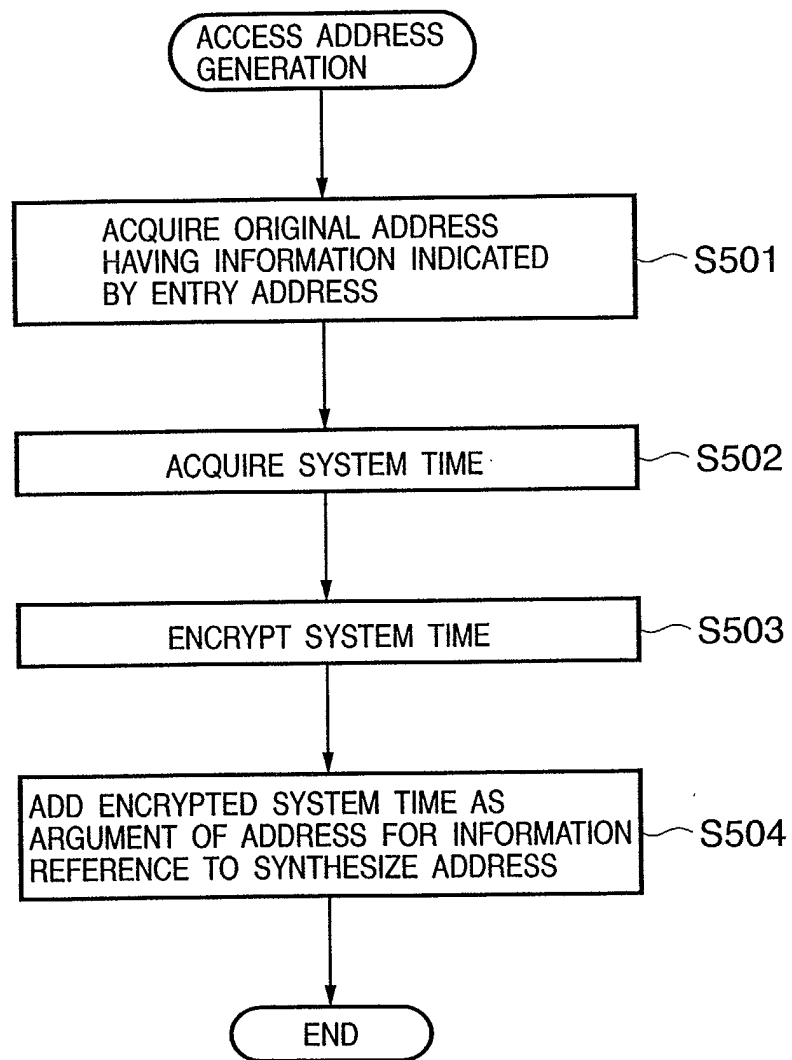 ACCESS ADDRESS
GENERATION
ACQUIRE ORIGINAL ADDRESS
HAVING INFORMATION INDICATED
BY ENTRY ADDRESS
S501
ACQUIRE SYSTEM TIME
S502
ENCRYPT SYSTEM TIME
S503
ADD ENCRYPTED SYSTEM TIME AS
ARGUMENT OF ADDRESS FOR INFORMATION
REFERENCE TO SYNTHESIZE ADDRESS
S504
END